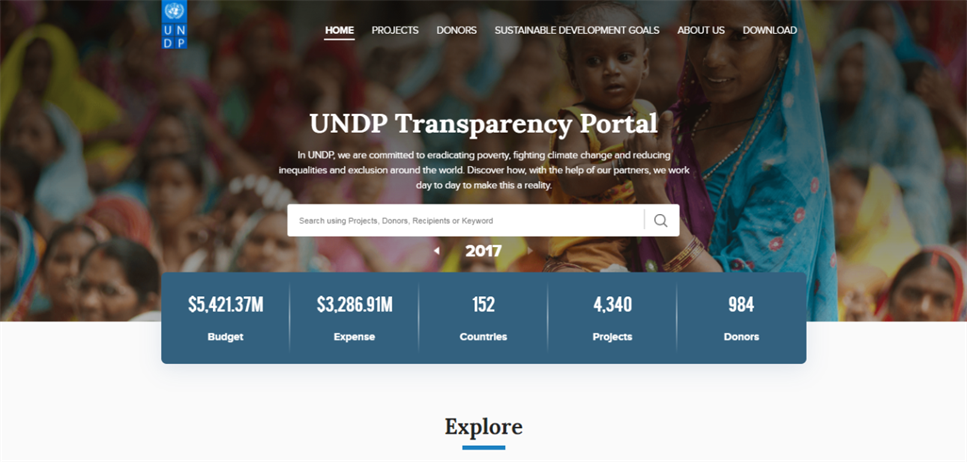 UN
DP
HOME PROJECTS DONORS SUSTAINABLE DEVELOPMENT GOALS ABOUT US DOWNLOAD
UNDP Transparency Portal
In UNDP, we are committed to eradicating poverty, fighting climate change and reducing
inequalities and exclusion around the world. Discover how, with the help of our partners, we work
day to day to make this a reality.
Search using Projects, Donors, Recipients or Keyword
2017
$5,421.37M $3,286.91M 152 4,340 984
Budget Expense Countries Projects Donors
Explore